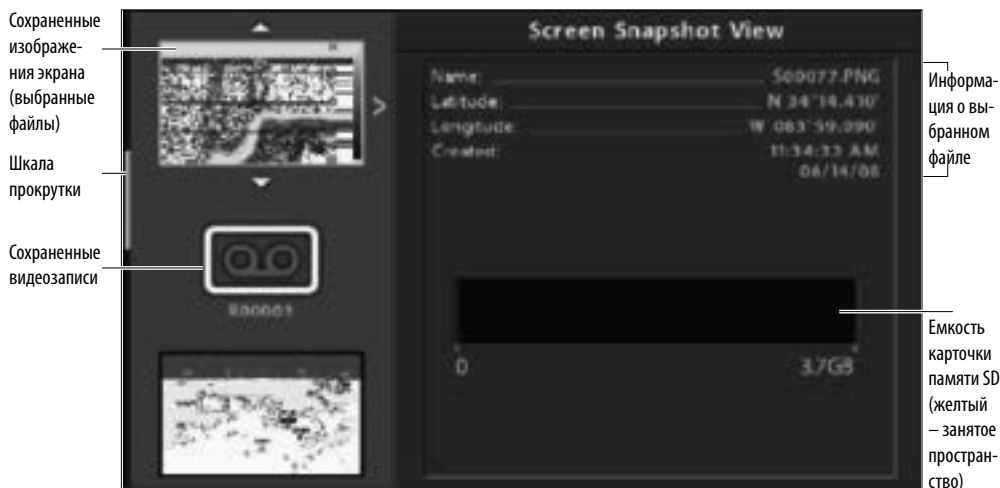 Сохраненные
изображе-
ния экрана
(выбранные
файлы)
Шкала
прокрутки
Сохраненные
видеозаписи
Screen Snapshot View
Name: S00077.PNG
Latitude: N 34°14.410'
Longitude: W 083°59.090'
Created: 11:34:33 AM
06/14/08
R00001
0 3.7GB
Информа-
ция о вы-
бранном
файле
Емкость
карточки
памяти SD
(желтый
– занятое
простран-
ство)